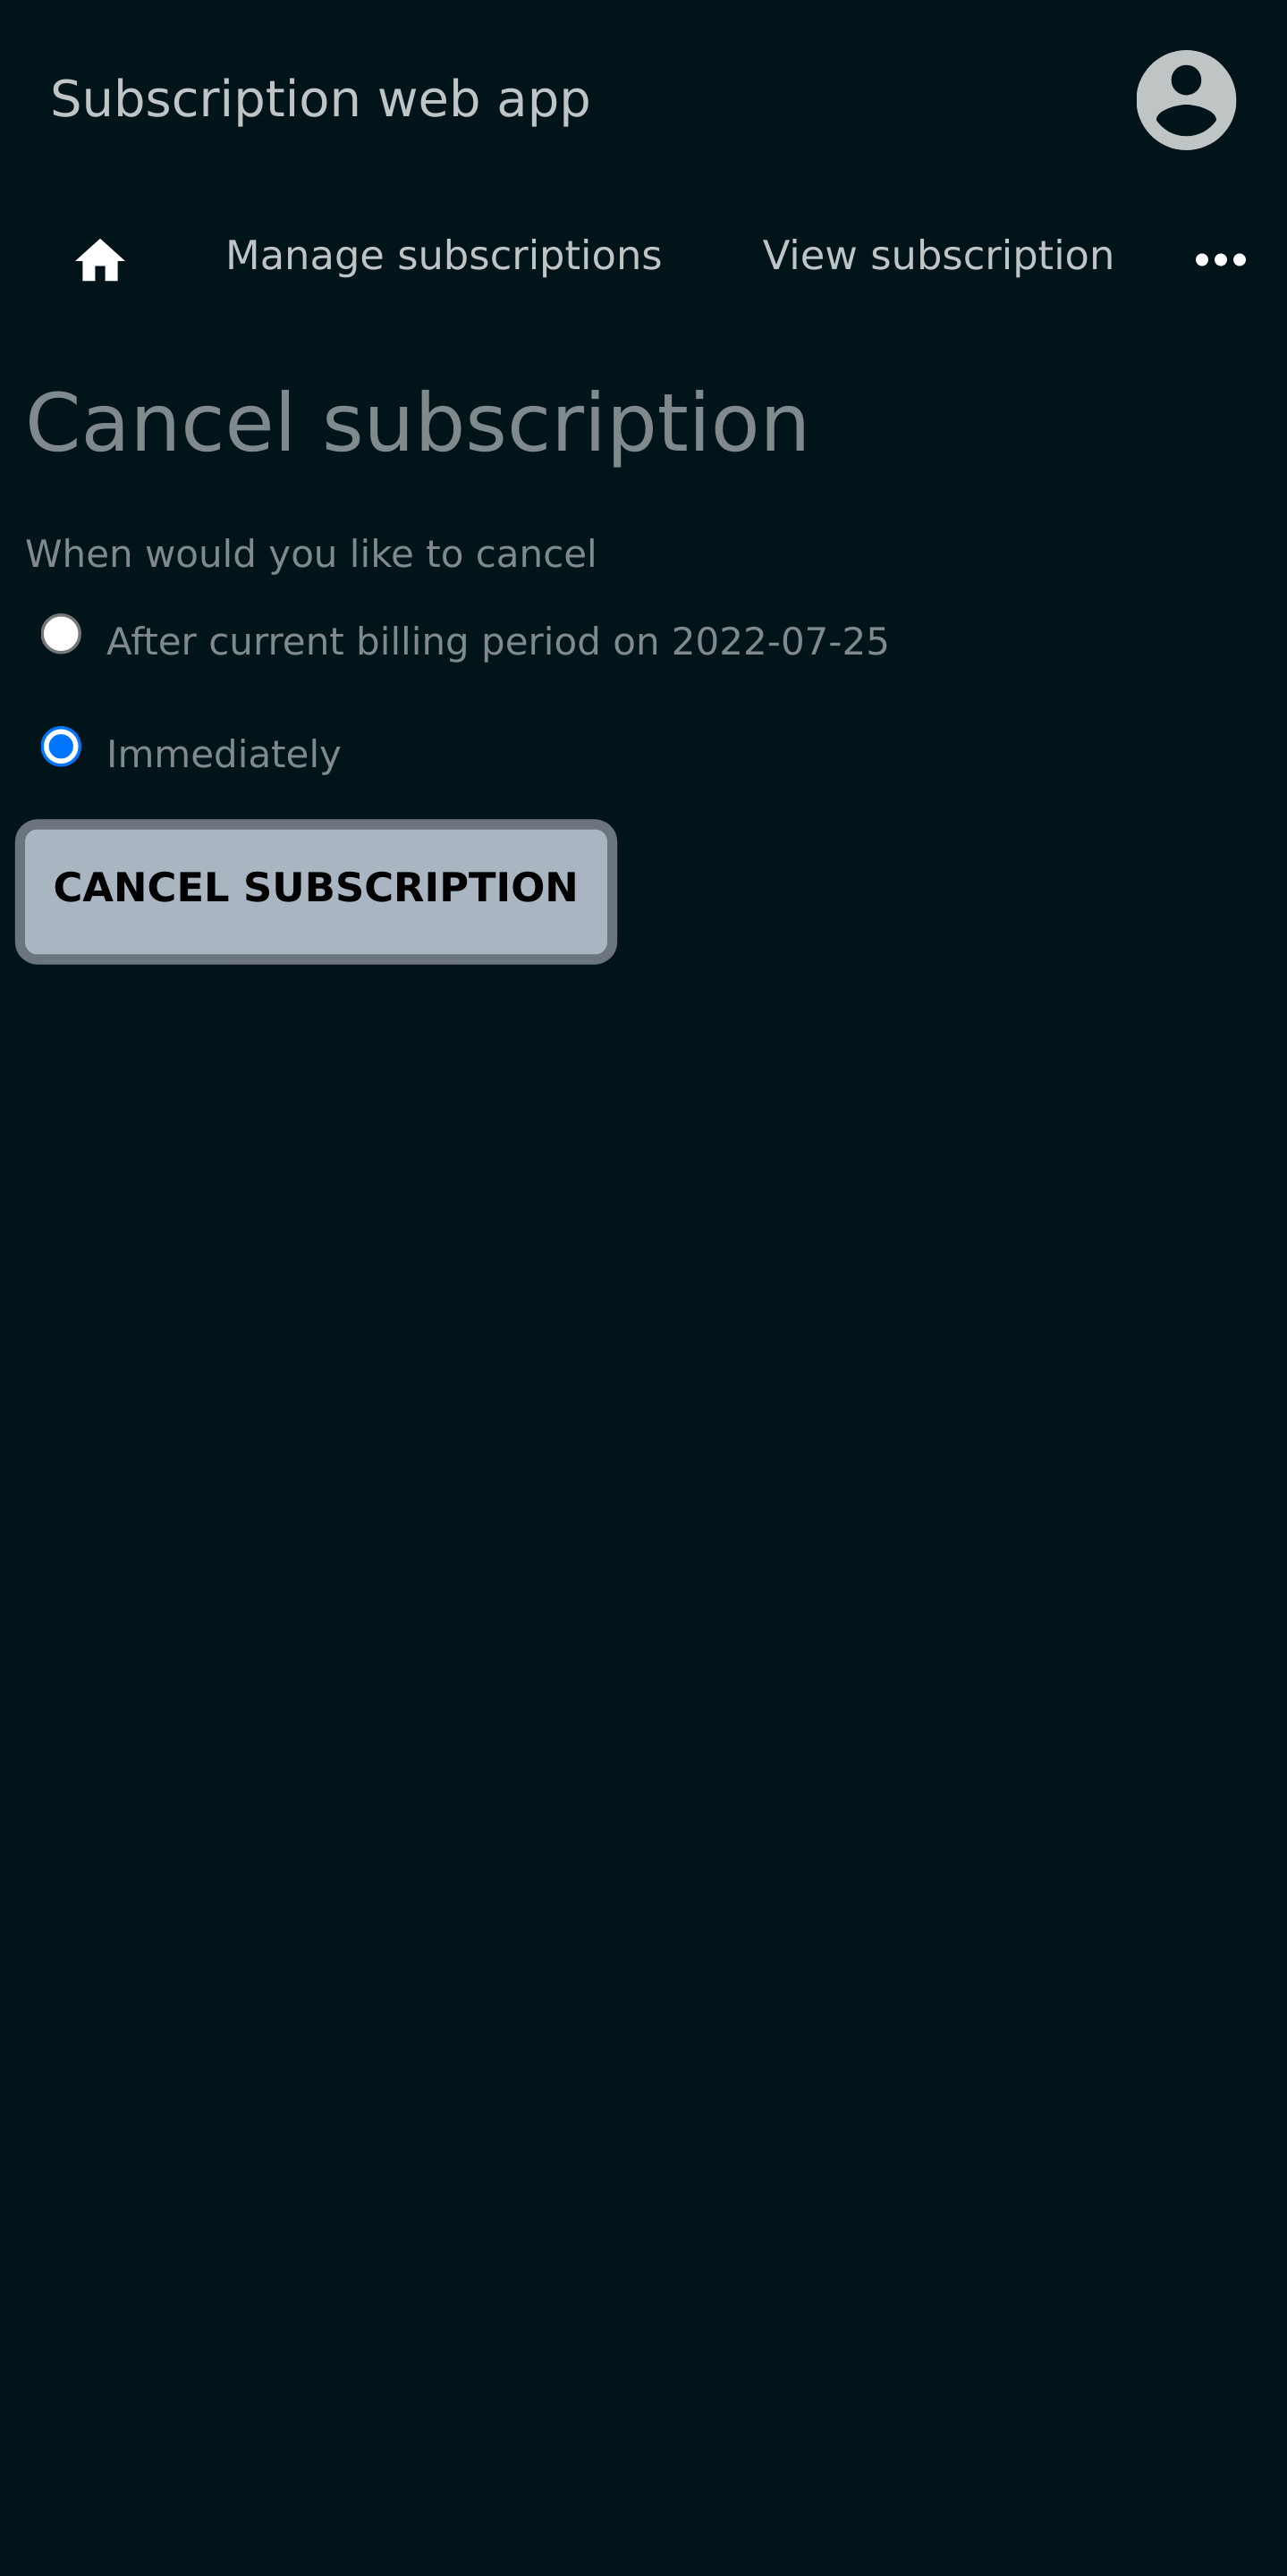 Subscription web app
Manage subscriptions View subscription
Cancel subscription
When would you like to cancel
After current billing period on 2022-07-25
Immediately
CANCEL SUBSCRIPTION